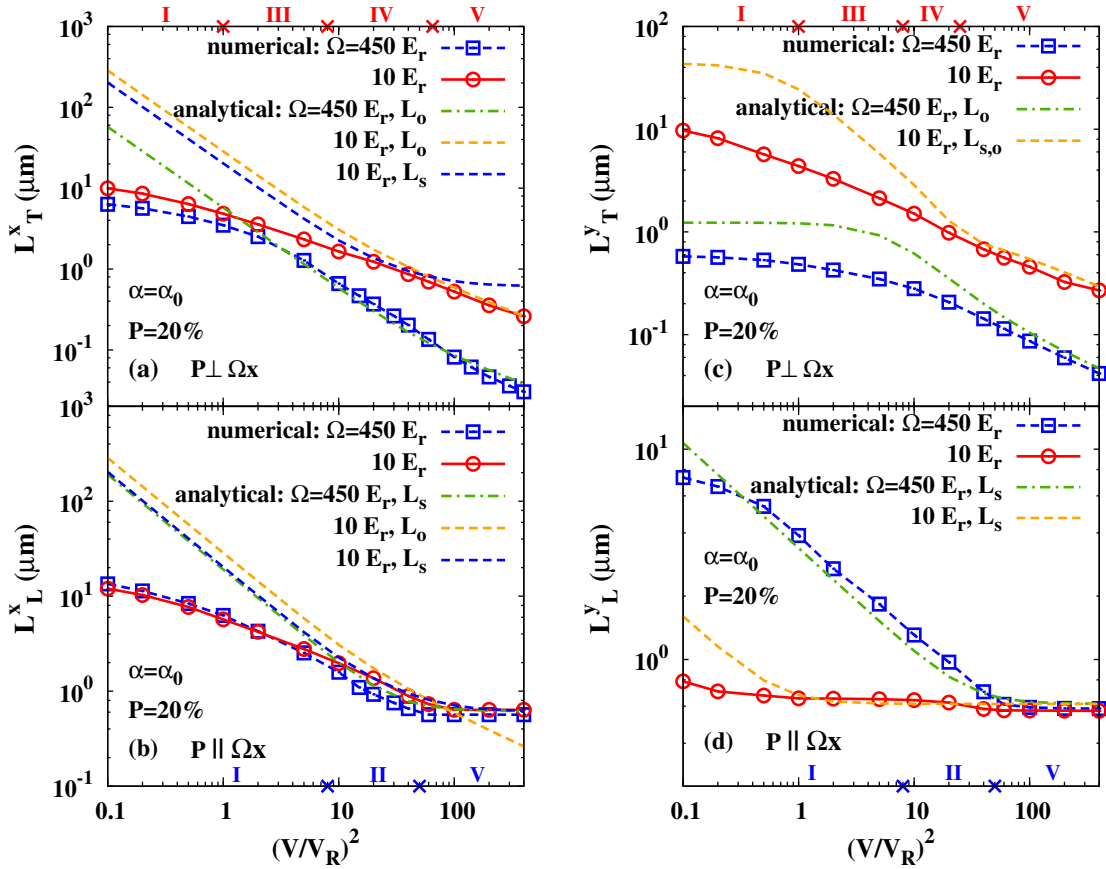 I III IV V
10³
10²
10¹
10⁰
10⁻¹
10³
L^x_T (μm)
numerical: Ω=450 E_r
10 E_r
analytical: Ω=450 E_r, L_o
10 E_r, L_o
10 E_r, L_s
α=α₀
P=20%
(a) P⊥ Ωx
10²
10¹
10⁰
10⁻¹
L^x_L (μm)
numerical: Ω=450 E_r
10 E_r
analytical: Ω=450 E_r, L_s
10 E_r, L_o
10 E_r, L_s
α=α₀
P=20%
(b) P || Ωx
I II V
0.1 1 10 100
(V/V_R)²
I III IV V
10²
10¹
10⁰
10⁻¹
L^y_T (μm)
numerical: Ω=450 E_r
10 E_r
analytical: Ω=450 E_r, L_o
10 E_r, L_s,o
α=α₀
P=20%
(c) P⊥ Ωx
10¹
10⁰
L^y_L (μm)
numerical: Ω=450 E_r
10 E_r
analytical: Ω=450 E_r, L_s
10 E_r, L_s
α=α₀
P=20%
(d) P || Ωx
I II V
0.1 1 10 100
(V/V_R)²